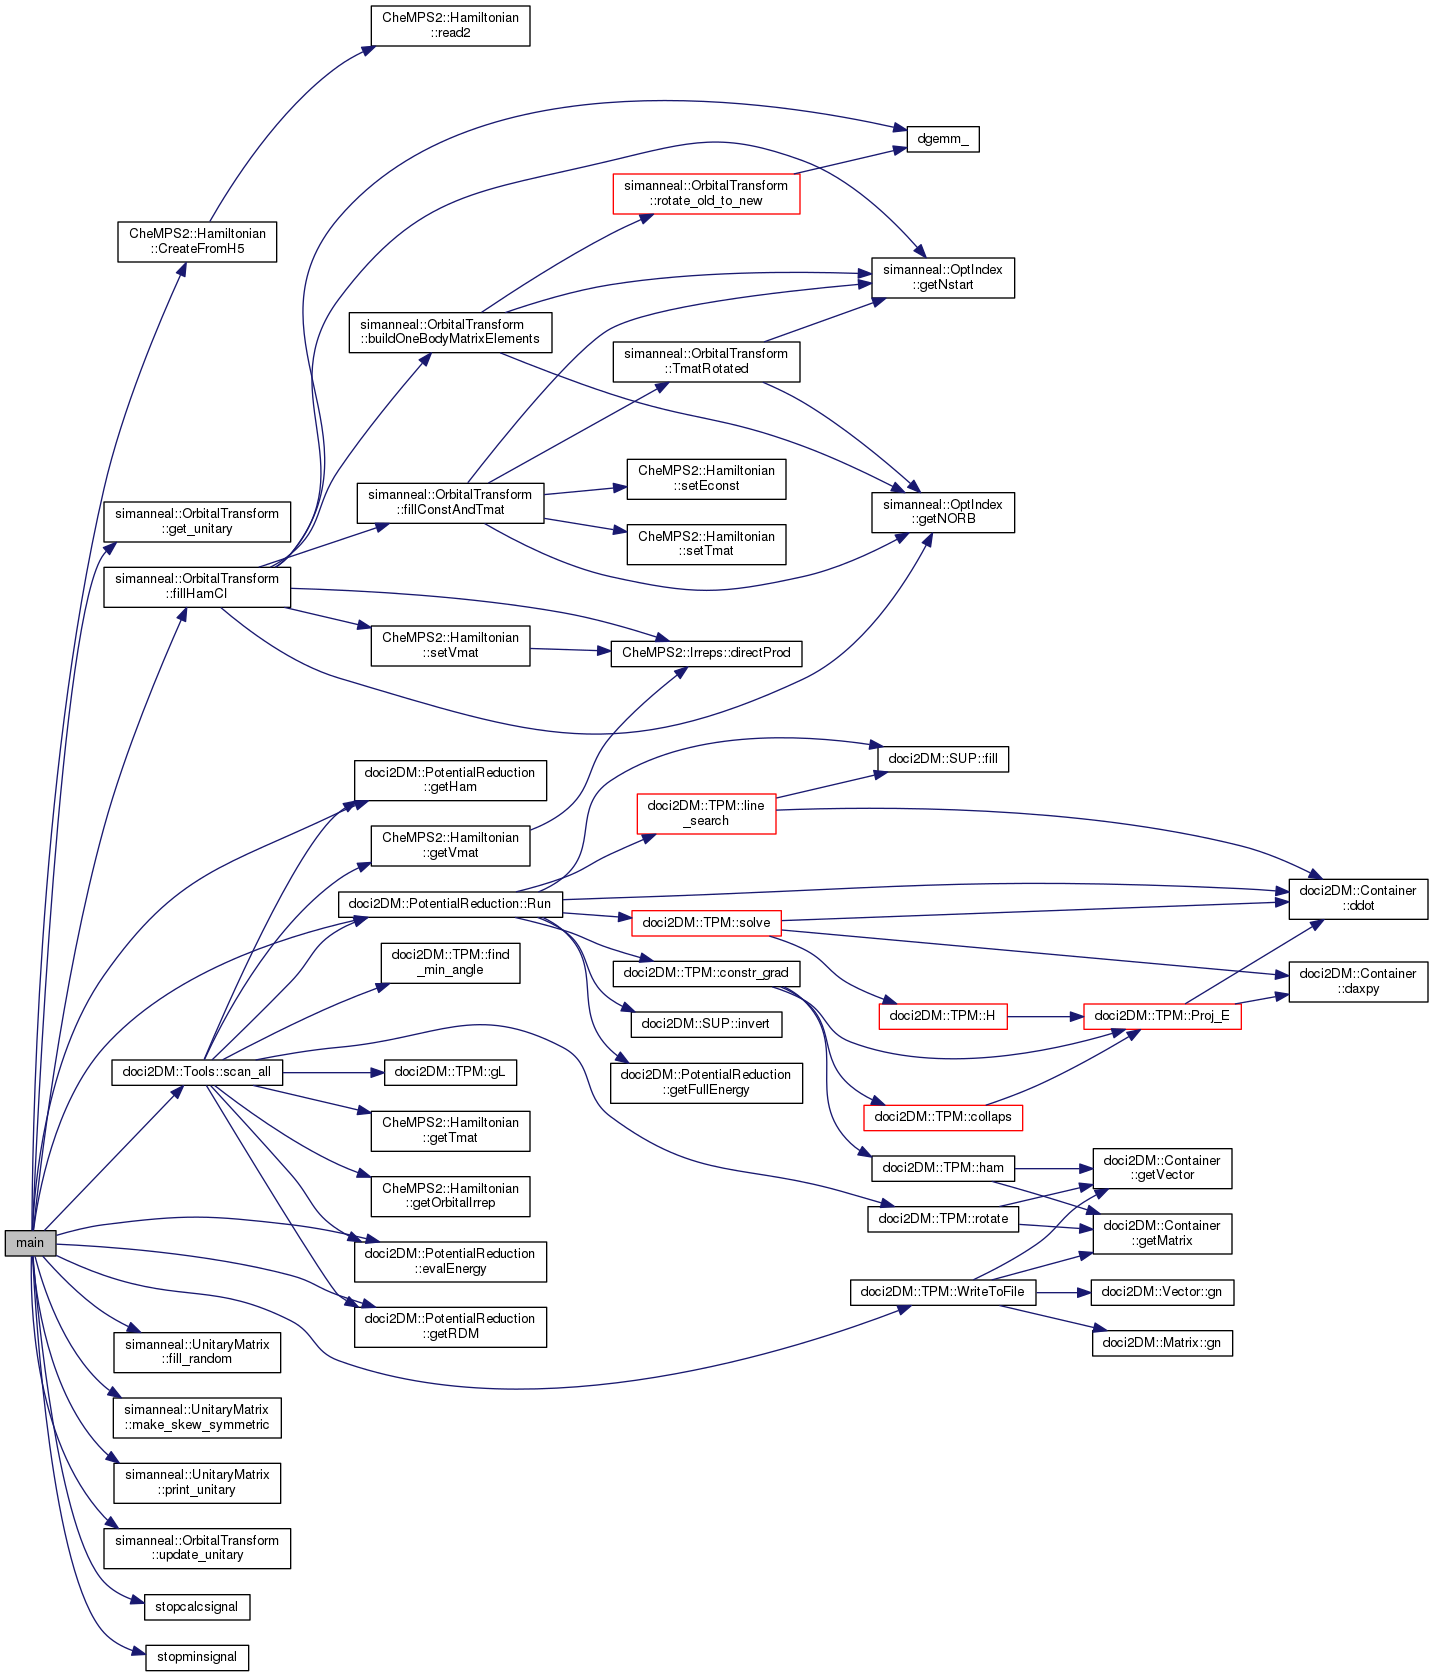 CheMPS2::Hamiltonian
::read2
dgemm_
simanneal::OrbitalTransform
::rotate_old_to_new
CheMPS2::Hamiltonian
::CreateFromH5
simanneal::OptIndex
::getNstart
simanneal::OrbitalTransform
::buildOneBodyMatrixElements
simanneal::OrbitalTransform
::TmatRotated
CheMPS2::Hamiltonian
::setEconst
simanneal::OrbitalTransform
::fillConstAndTmat
simanneal::OptIndex
::getNORB
simanneal::OrbitalTransform
::get_unitary
CheMPS2::Hamiltonian
::setTmat
simanneal::OrbitalTransform
::fillHamCI
CheMPS2::Hamiltonian
::setVmat
CheMPS2::Irreps::directProd
doci2DM::SUP::fill
doci2DM::PotentialReduction
::getHam
doci2DM::TPM::line
_search
CheMPS2::Hamiltonian
::getVmat
doci2DM::Container
::ddot
doci2DM::PotentialReduction::Run
doci2DM::TPM::solve
doci2DM::TPM::find
_min_angle
doci2DM::TPM::constr_grad
doci2DM::Container
::daxpy
doci2DM::TPM::H
doci2DM::TPM::Proj_E
doci2DM::SUP::invert
doci2DM::Tools::scan_all
doci2DM::TPM::gL
doci2DM::PotentialReduction
::getFullEnergy
doci2DM::TPM::collaps
CheMPS2::Hamiltonian
::getTmat
doci2DM::TPM::ham
doci2DM::Container
::getVector
CheMPS2::Hamiltonian
::getOrbitalIrrep
doci2DM::TPM::rotate
doci2DM::Container
::getMatrix
main
doci2DM::PotentialReduction
::evalEnergy
doci2DM::TPM::WriteToFile
doci2DM::Vector::gn
doci2DM::PotentialReduction
::getRDM
doci2DM::Matrix::gn
simanneal::UnitaryMatrix
::fill_random
simanneal::UnitaryMatrix
::make_skew_symmetric
simanneal::UnitaryMatrix
::print_unitary
simanneal::OrbitalTransform
::update_unitary
stopcalcsignal
stopminsignal